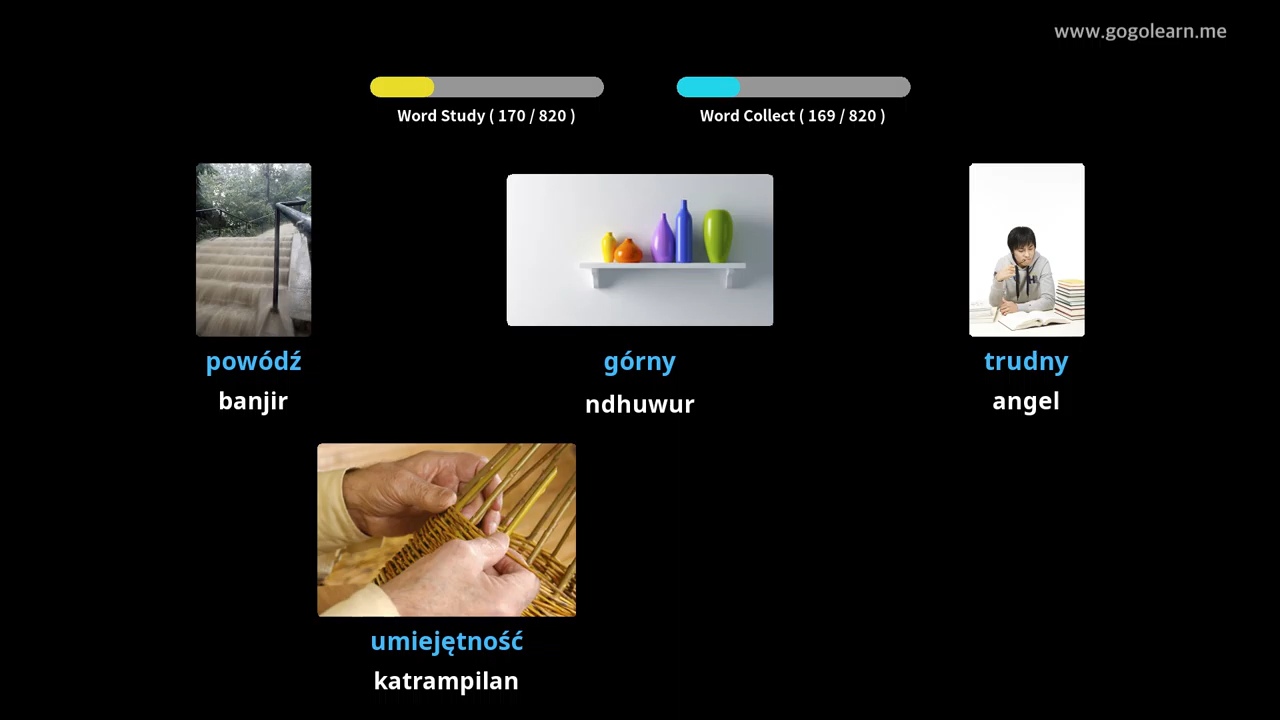 www.gogolearn.me
Word Study ( 170 / 820 )
Word Collect ( 169 / 820 )
powódź
banjir
górny
ndhuwur
trudny
angel
umiejętność
katrampilan